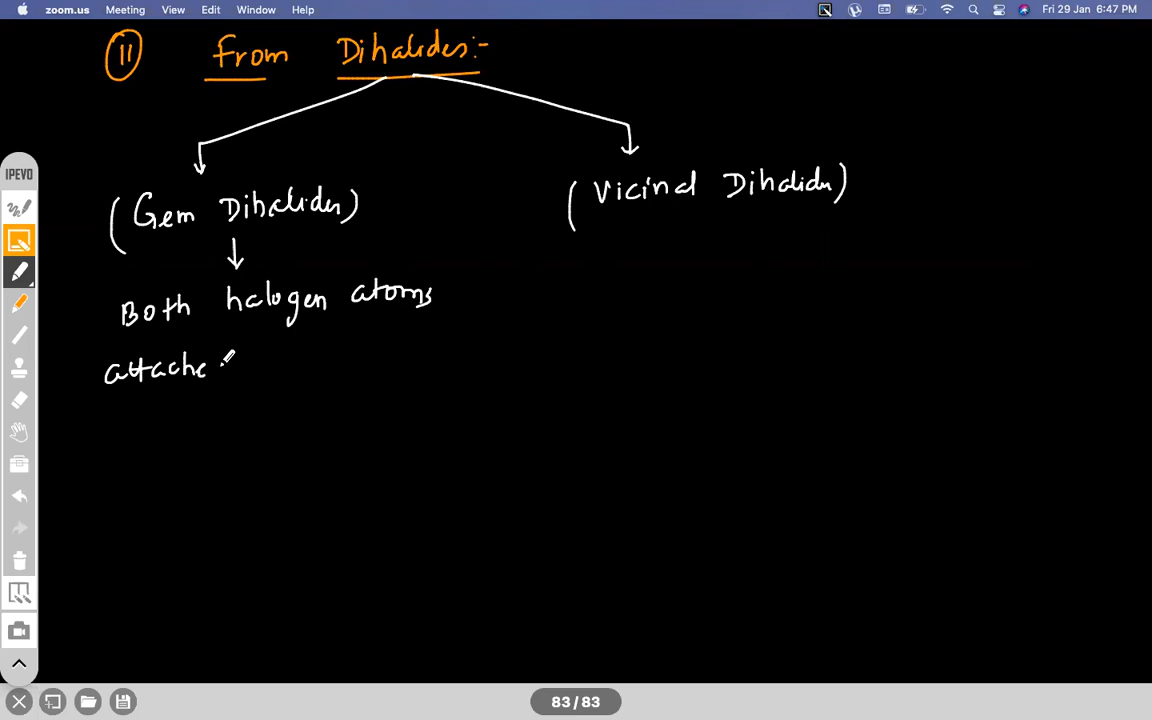 zoom.us Meeting View Edit Window Help Fri 29 Jan 6:47 PM
11 From Dihalides:-
(Gem Dihalides) (Vicinal Dihalides)
Both halogen atoms
attache
IPEVO
83/83